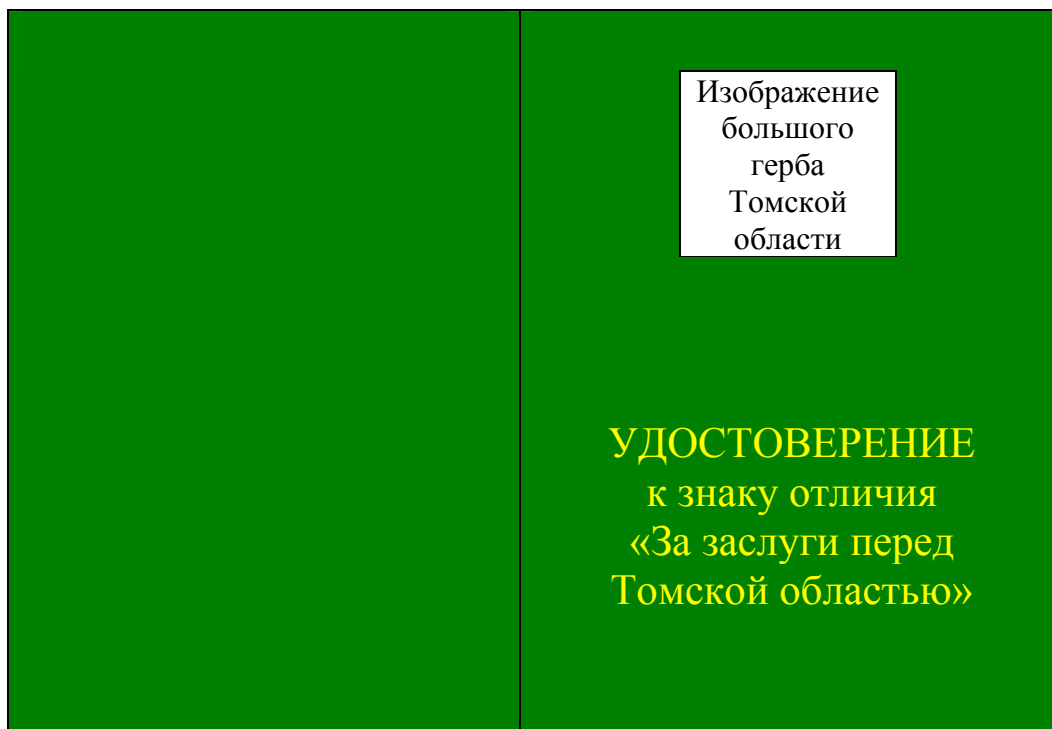 Изображение
большого
герба
Томской
области
УДОСТОВЕРЕНИЕ
к знаку отличия
«За заслуги перед
Томской областью»